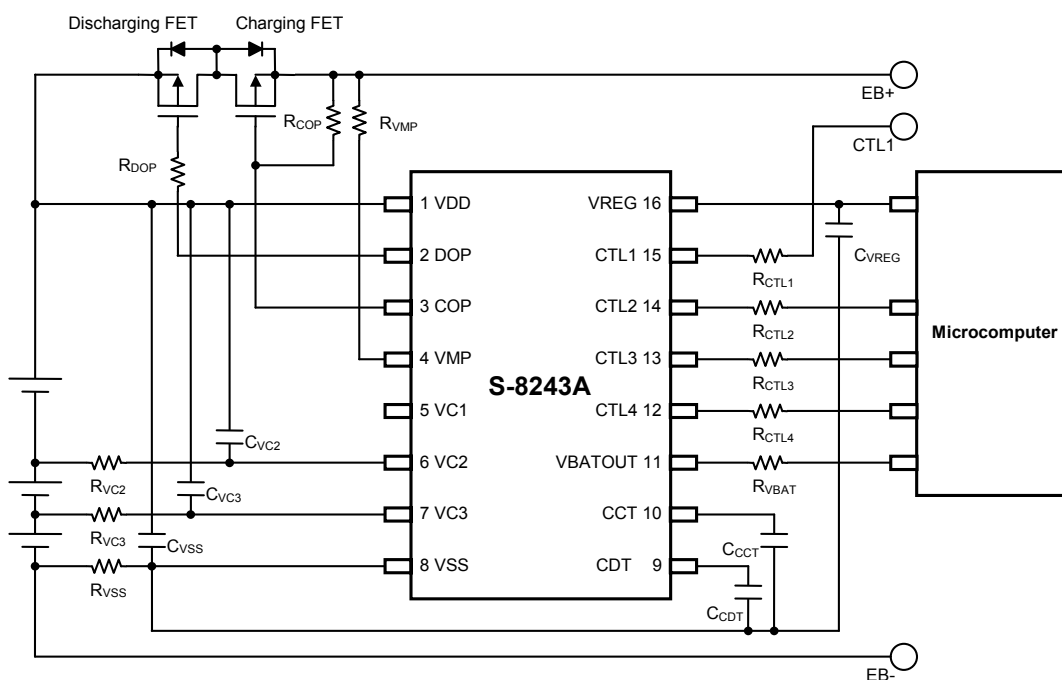 Discharging FET
Charging FET
EB+
RCOP
RVMP
CTL1
RDOP
1 VDD
VREG 16
2 DOP
CTL1 15
CVREG
RCTL1
3 COP
CTL2 14
RCTL2
Microcomputer
4 VMP
CTL3 13
S-8243A
RCTL3
5 VC1
CTL4 12
CVC2
RCTL4
6 VC2
VBATOUT 11
RVC2
CVC3
RVBAT
7 VC3
CCT 10
RVC3
CVSS
CCCT
8 VSS
CDT 9
RVSS
CCDT
EB-